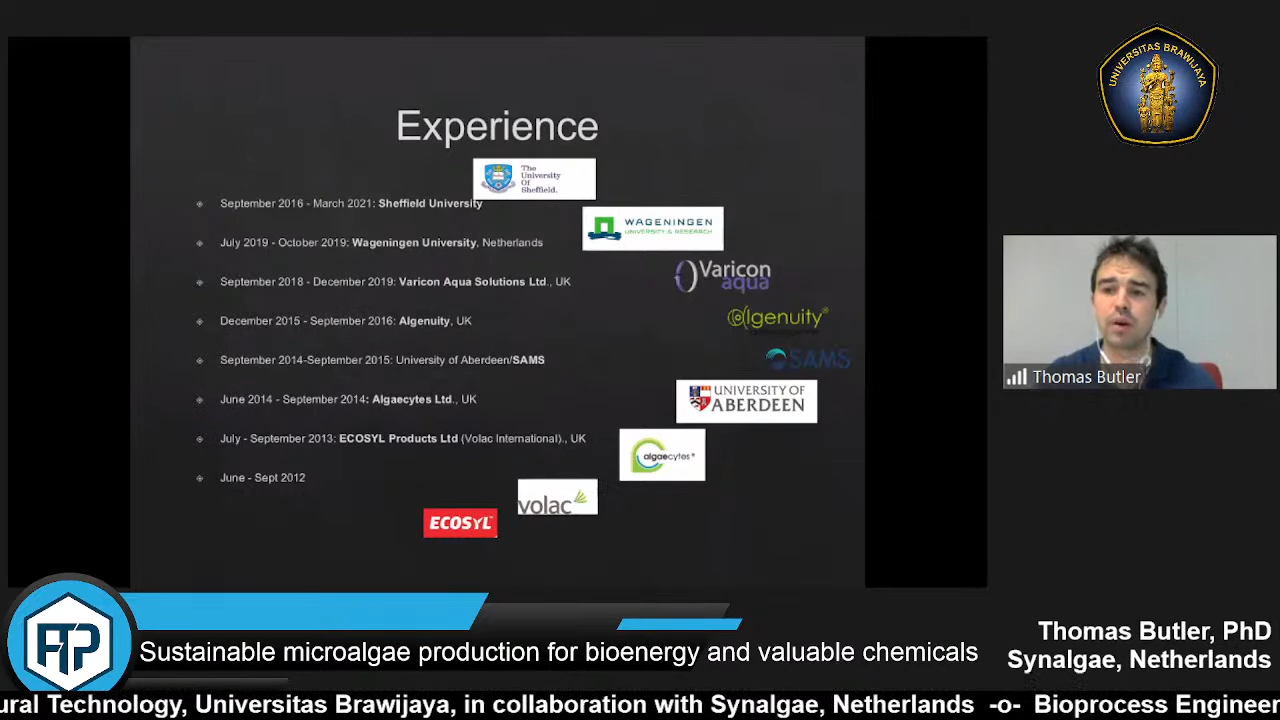 UNIVERSITAS BRAWIJAYA
Experience
The
University
Of
Sheffield.
September 2016 - March 2021: Sheffield University
WAGENINGEN
UNIVERSITY & RESEARCH
July 2019 - October 2019: Wageningen University, Netherlands
Varicon
aqua
September 2018 - December 2019: Varicon Aqua Solutions Ltd., UK
algenuity®
December 2015 - September 2016: Algenuity, UK
SAMS
September 2014-September 2015: University of Aberdeen/SAMS
UNIVERSITY OF
ABERDEEN
June 2014 - September 2014: Algaecytes Ltd., UK
July - September 2013: ECOSYL Products Ltd (Volac International)., UK
algaecytes®
June - Sept 2012
volac
ECOSYL™
Thomas Butler
ATP
Sustainable microalgae production for bioenergy and valuable chemicals
Thomas Butler, PhD
Synalgae, Netherlands
ural Technology, Universitas Brawijaya, in collaboration with Synalgae, Netherlands -o- Bioprocess Engineer